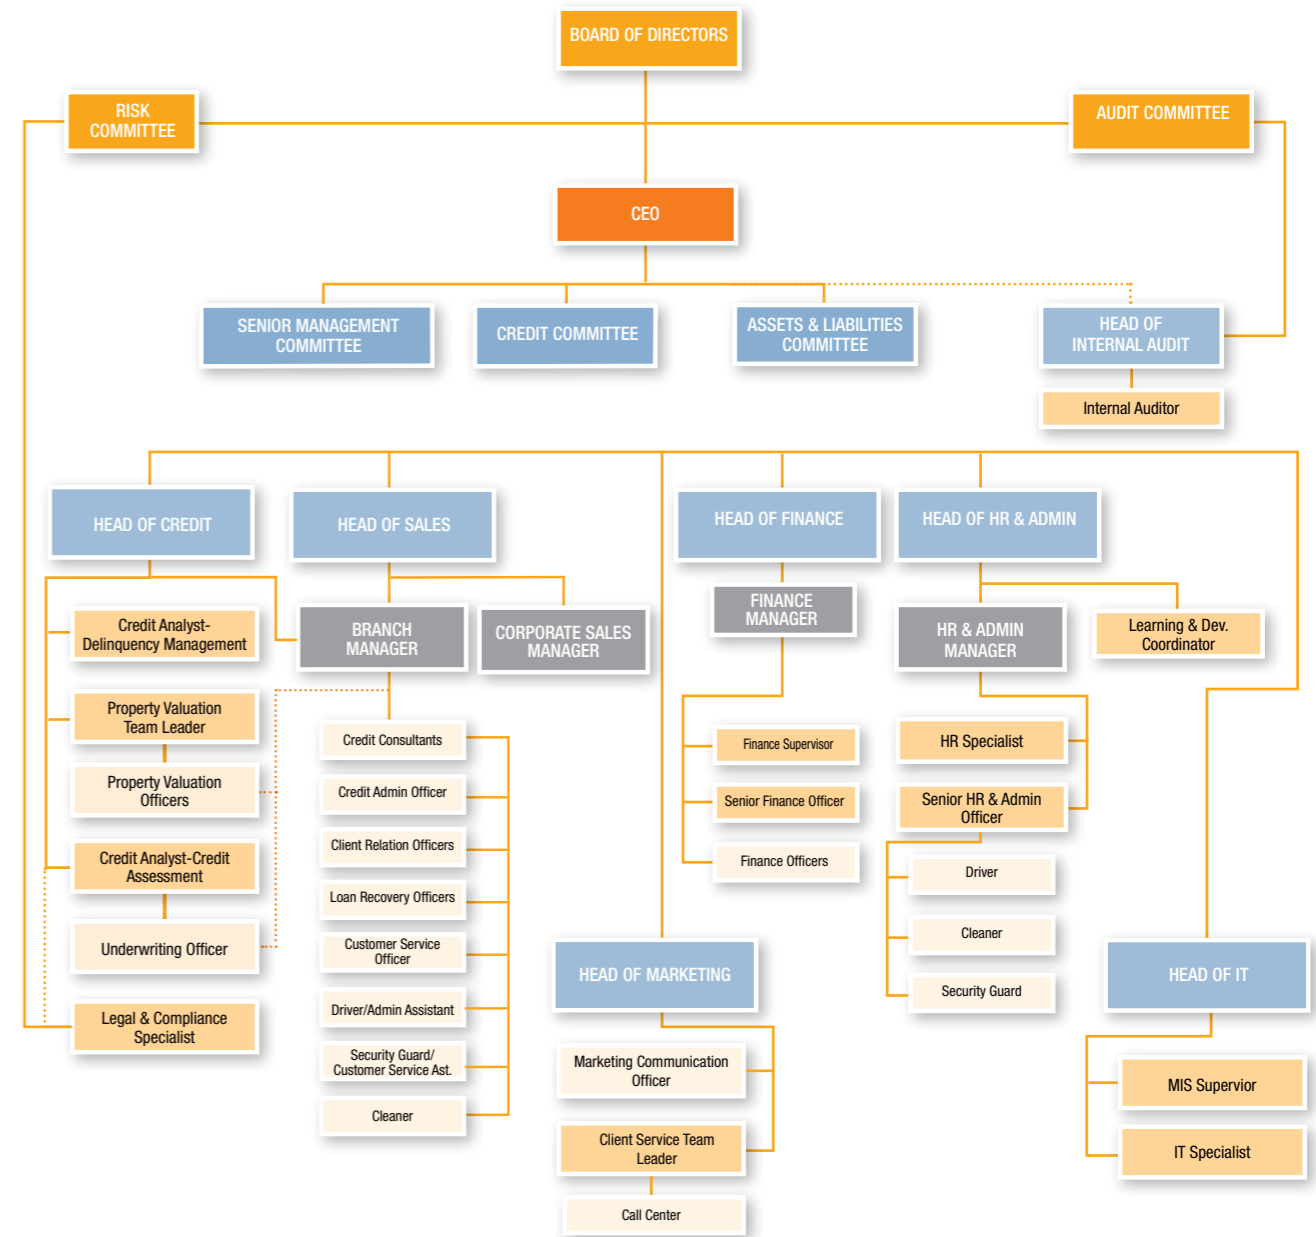 BOARD OF DIRECTORS
RISK
COMMITTEE
AUDIT COMMITTEE
CEO
SENIOR MANAGEMENT
COMMITTEE
CREDIT COMMITTEE
ASSETS & LIABILITIES
COMMITTEE
HEAD OF
INTERNAL AUDIT
Internal Auditor
HEAD OF CREDIT
HEAD OF SALES
HEAD OF FINANCE
HEAD OF HR & ADMIN
Credit Analyst-
Delinquency Management
Property Valuation
Team Leader
Property Valuation
Officers
Credit Analyst-Credit
Assessment
Underwriting Officer
Legal & Compliance
Specialist
BRANCH
MANAGER
CORPORATE SALES
MANAGER
Credit Consultants
Credit Admin Officer
Client Relation Officers
Loan Recovery Officers
Customer Service
Officer
Driver/Admin Assistant
Security Guard/
Customer Service Ast.
Cleaner
FINANCE
MANAGER
Finance Supervisor
Senior Finance Officer
Finance Officers
HR & ADMIN
MANAGER
Learning & Dev.
Coordinator
HR Specialist
Senior HR & Admin
Officer
Driver
Cleaner
Security Guard
HEAD OF MARKETING
Marketing Communication
Officer
Client Service Team
Leader
Call Center
HEAD OF IT
MIS Supervior
IT Specialist